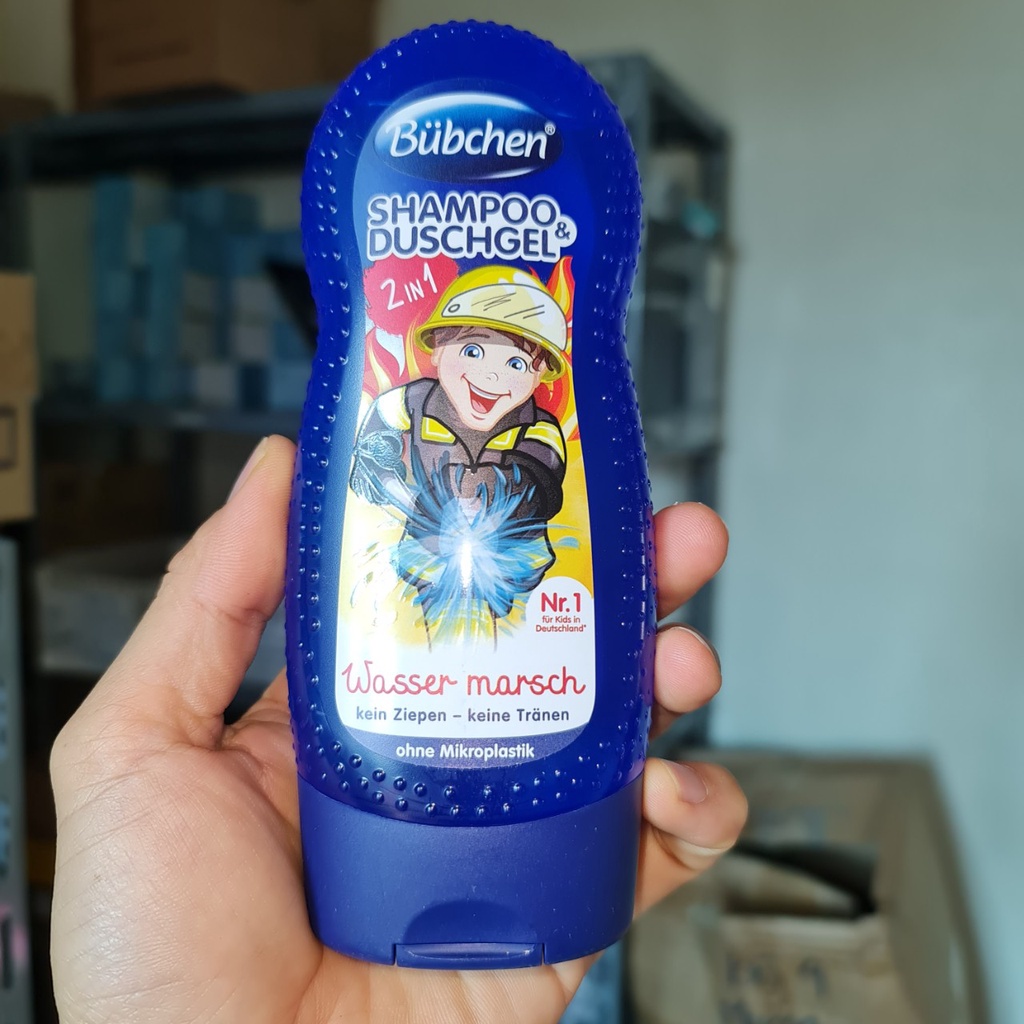 Bübchen®
SHAMPOO &
DUSCHGEL
2 IN 1
Nr. 1
für Kids in
Deutschland*
Wasser marsch
kein Ziepen – keine Tränen
ohne Mikroplastik